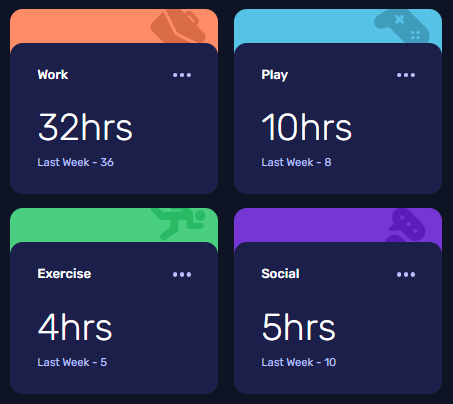 Work
32hrs
Last Week - 36
Play
10hrs
Last Week - 8
Exercise
4hrs
Last Week - 5
Social
5hrs
Last Week - 10